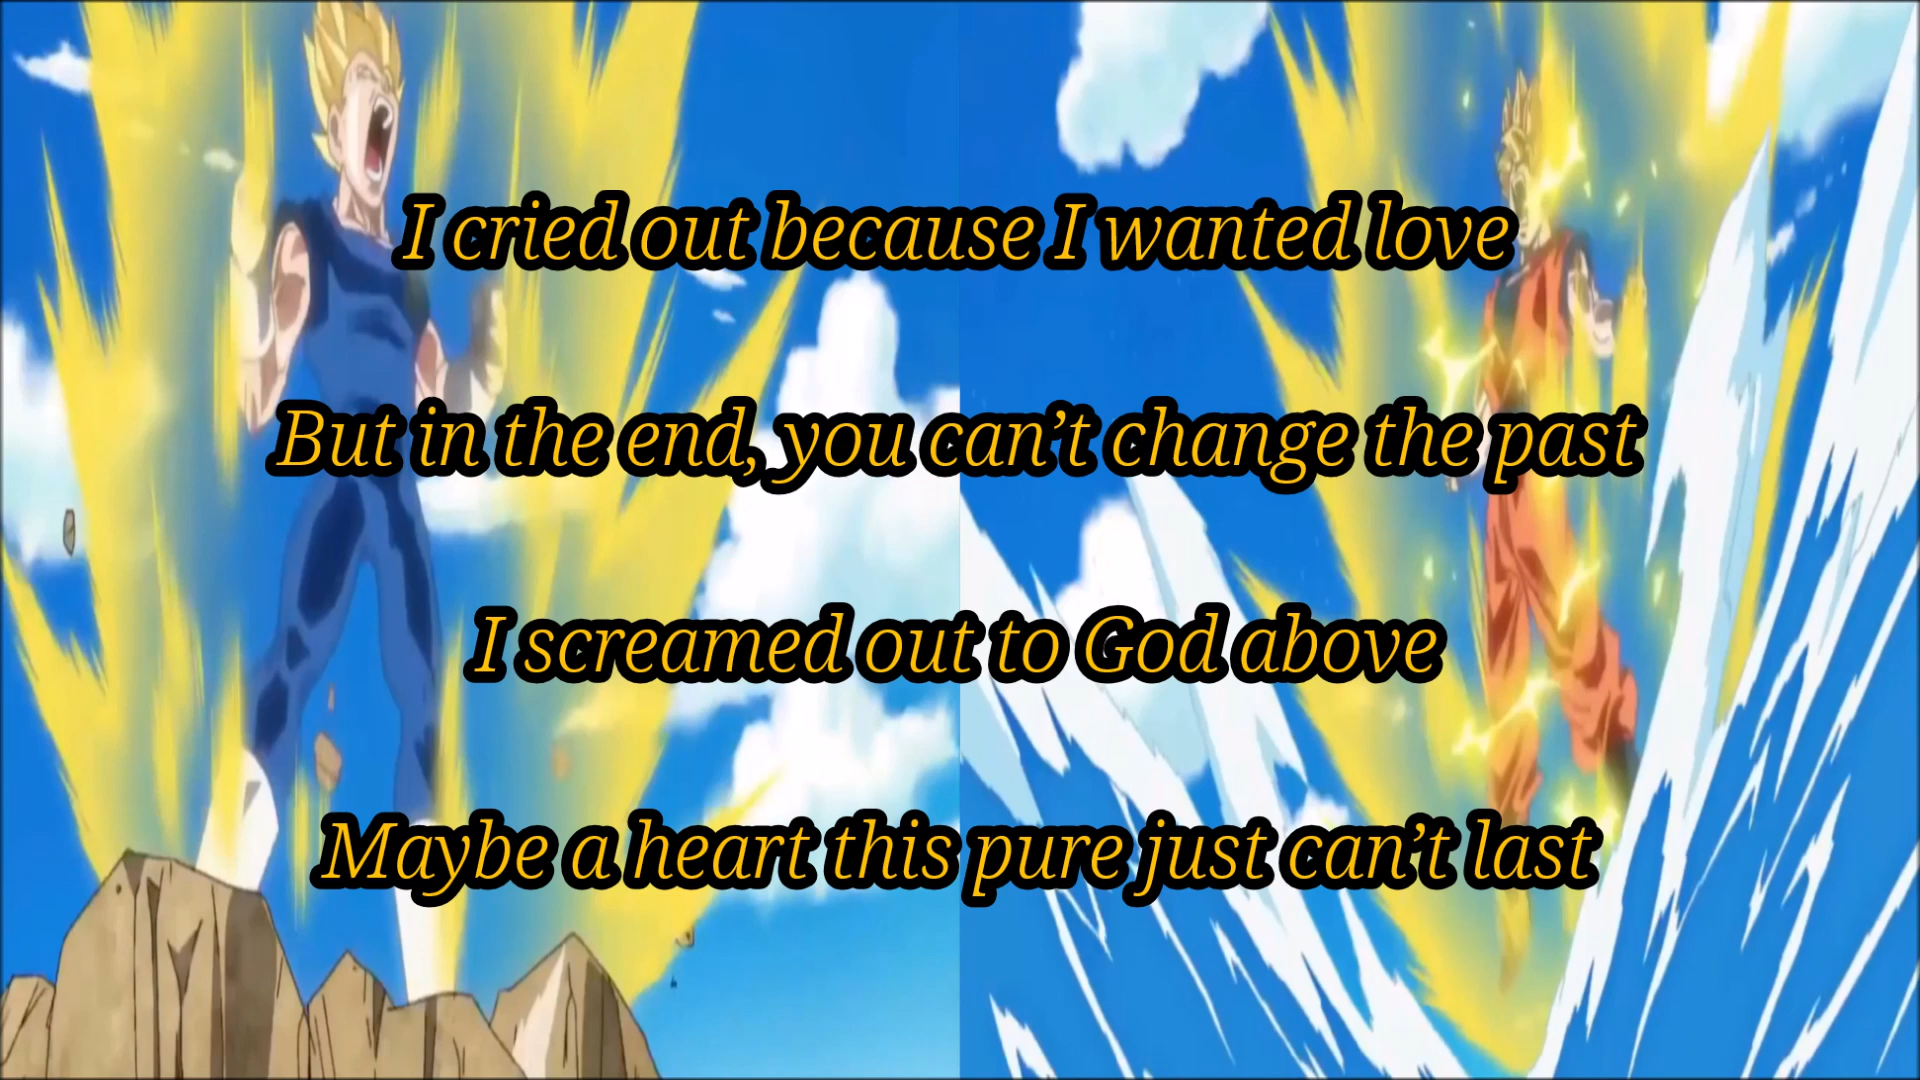 I cried out because I wanted love
But in the end, you can’t change the past
I screamed out to God above
Maybe a heart this pure just can’t last